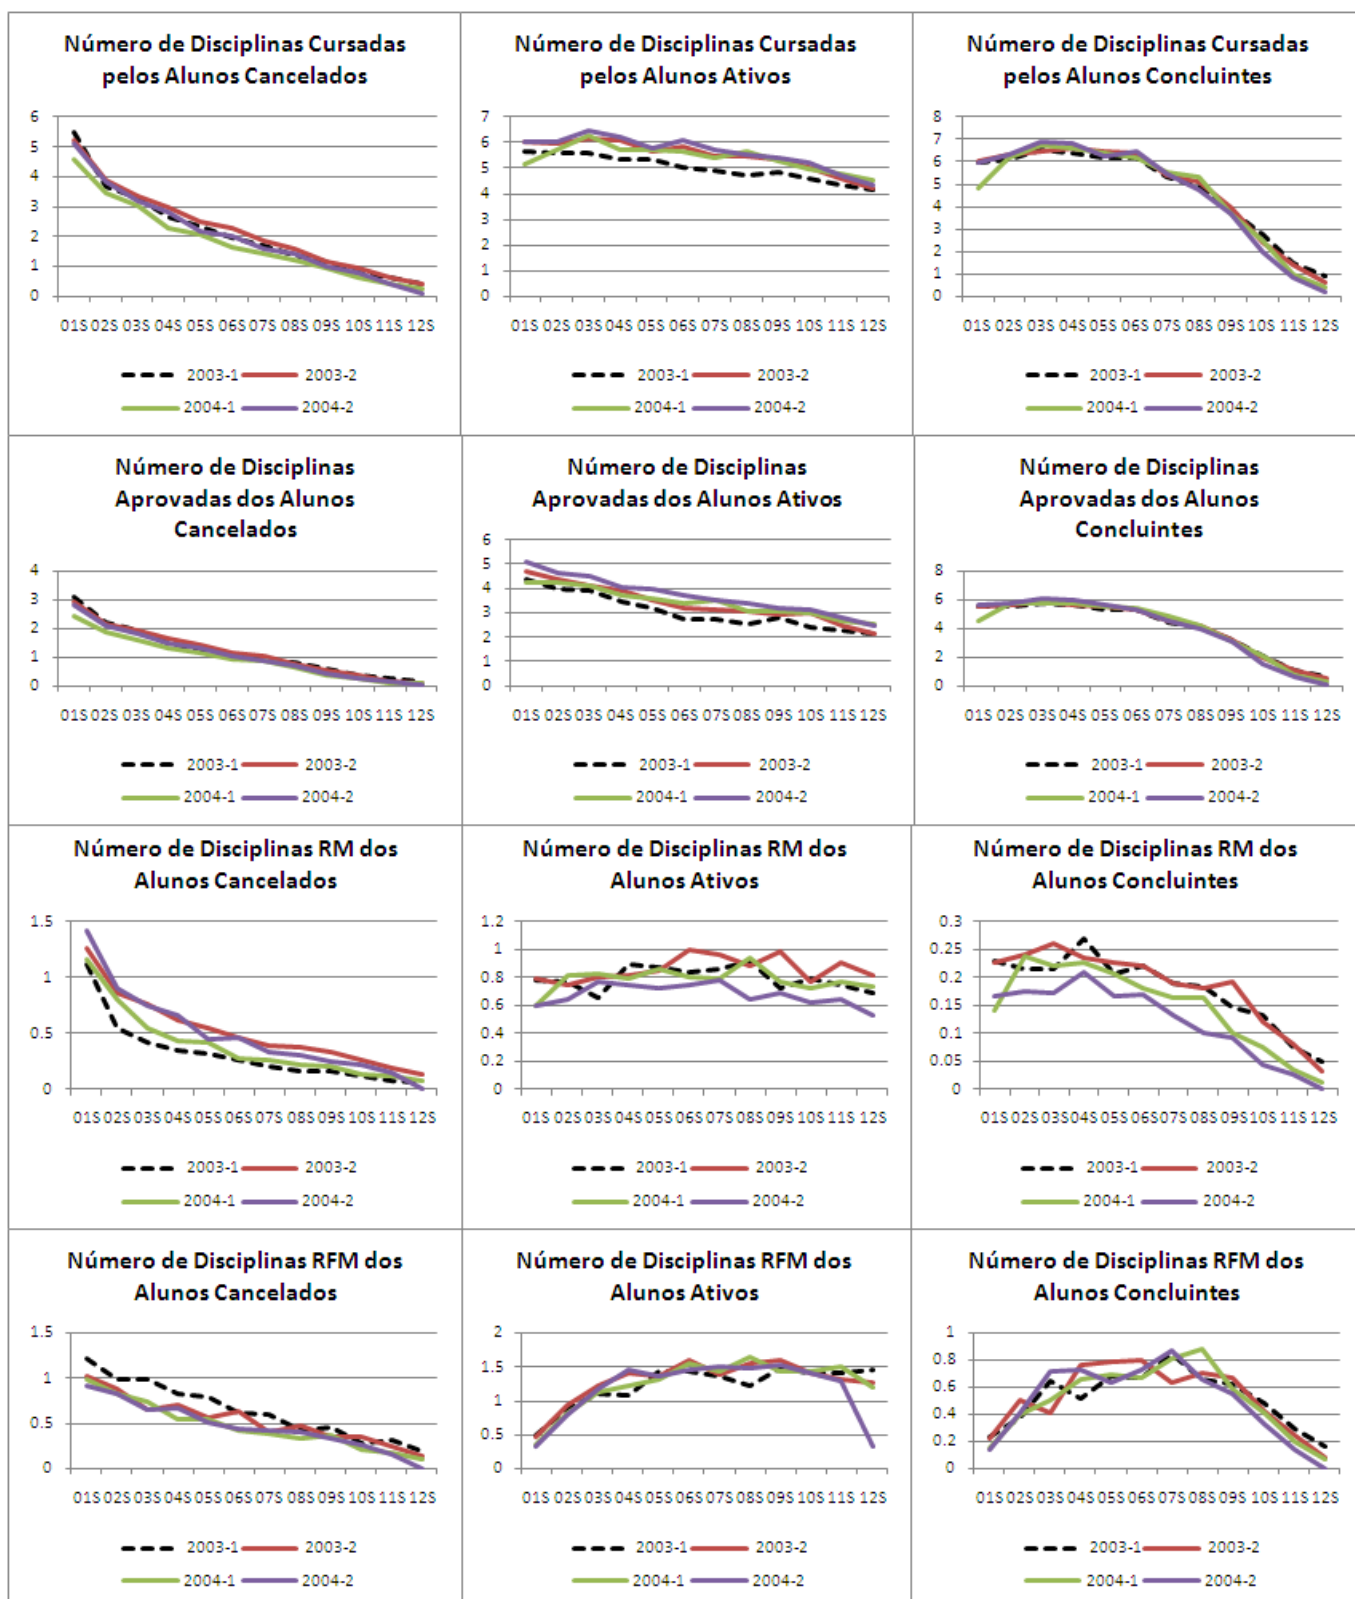 Número de Disciplinas Cursadas
pelos Alunos Cancelados
6
5
4
3
2
1
0
01S 02S 03S 04S 05S 06S 07S 08S 09S 10S 11S 12S
2003-1 2003-2
2004-1 2004-2
Número de Disciplinas Cursadas
pelos Alunos Ativos
7
6
5
4
3
2
1
0
01S 02S 03S 04S 05S 06S 07S 08S 09S 10S 11S 12S
2003-1 2003-2
2004-1 2004-2
Número de Disciplinas Cursadas
pelos Alunos Concluintes
8
7
6
5
4
3
2
1
0
01S 02S 03S 04S 05S 06S 07S 08S 09S 10S 11S 12S
2003-1 2003-2
2004-1 2004-2
Número de Disciplinas
Aprovadas dos Alunos
Cancelados
4
3
2
1
0
01S 02S 03S 04S 05S 06S 07S 08S 09S 10S 11S 12S
2003-1 2003-2
2004-1 2004-2
Número de Disciplinas
Aprovadas dos Alunos Ativos
6
5
4
3
2
1
0
01S 02S 03S 04S 05S 06S 07S 08S 09S 10S 11S 12S
2003-1 2003-2
2004-1 2004-2
Número de Disciplinas
Aprovadas dos Alunos
Concluintes
8
6
4
2
0
01S 02S 03S 04S 05S 06S 07S 08S 09S 10S 11S 12S
2003-1 2003-2
2004-1 2004-2
Número de Disciplinas RM dos
Alunos Cancelados
1.5
1
0.5
0
01S 02S 03S 04S 05S 06S 07S 08S 09S 10S 11S 12S
2003-1 2003-2
2004-1 2004-2
Número de Disciplinas RM dos
Alunos Ativos
1.2
1
0.8
0.6
0.4
0.2
0
01S 02S 03S 04S 05S 06S 07S 08S 09S 10S 11S 12S
2003-1 2003-2
2004-1 2004-2
Número de Disciplinas RM dos
Alunos Concluintes
0.3
0.25
0.2
0.15
0.1
0.05
0
01S 02S 03S 04S 05S 06S 07S 08S 09S 10S 11S 12S
2003-1 2003-2
2004-1 2004-2
Número de Disciplinas RFM dos
Alunos Cancelados
1.5
1
0.5
0
01S 02S 03S 04S 05S 06S 07S 08S 09S 10S 11S 12S
2003-1 2003-2
2004-1 2004-2
Número de Disciplinas RFM dos
Alunos Ativos
2
1.5
1
0.5
0
01S 02S 03S 04S 05S 06S 07S 08S 09S 10S 11S 12S
2003-1 2003-2
2004-1 2004-2
Número de Disciplinas RFM dos
Alunos Concluintes
1
0.8
0.6
0.4
0.2
0
01S 02S 03S 04S 05S 06S 07S 08S 09S 10S 11S 12S
2003-1 2003-2
2004-1 2004-2